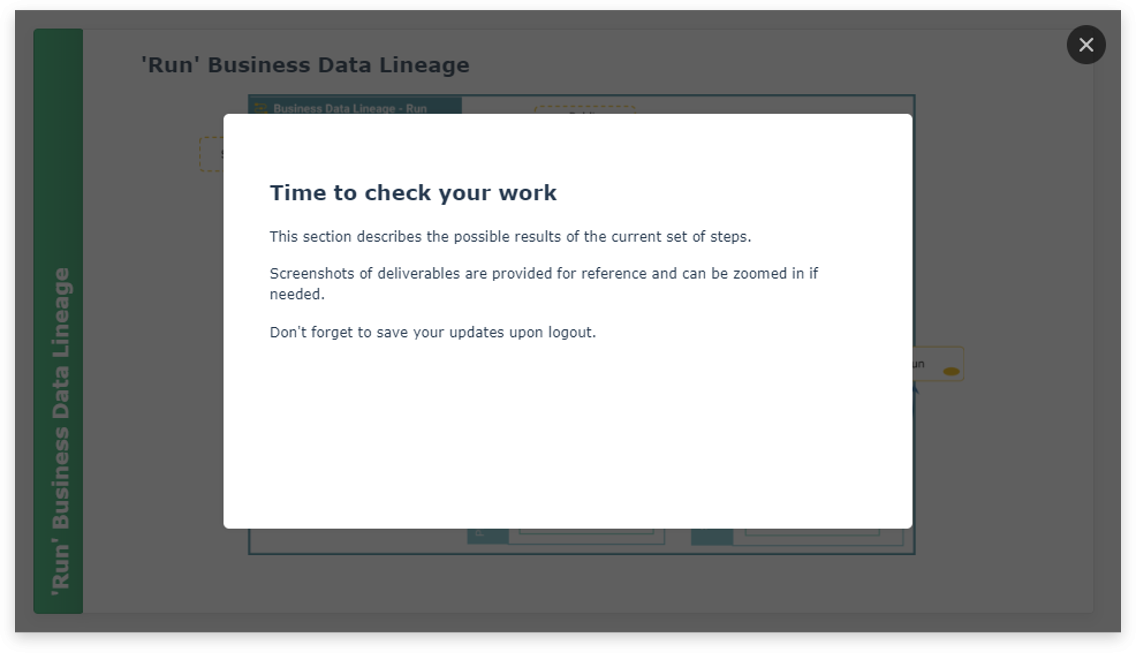 'Run' Business Data Lineage
Business Data Lineage - Run
Time to check your work
This section describes the possible results of the current set of steps.
Screenshots of deliverables are provided for reference and can be zoomed in if
needed.
Don't forget to save your updates upon logout.
'Run' Business Data Lineage